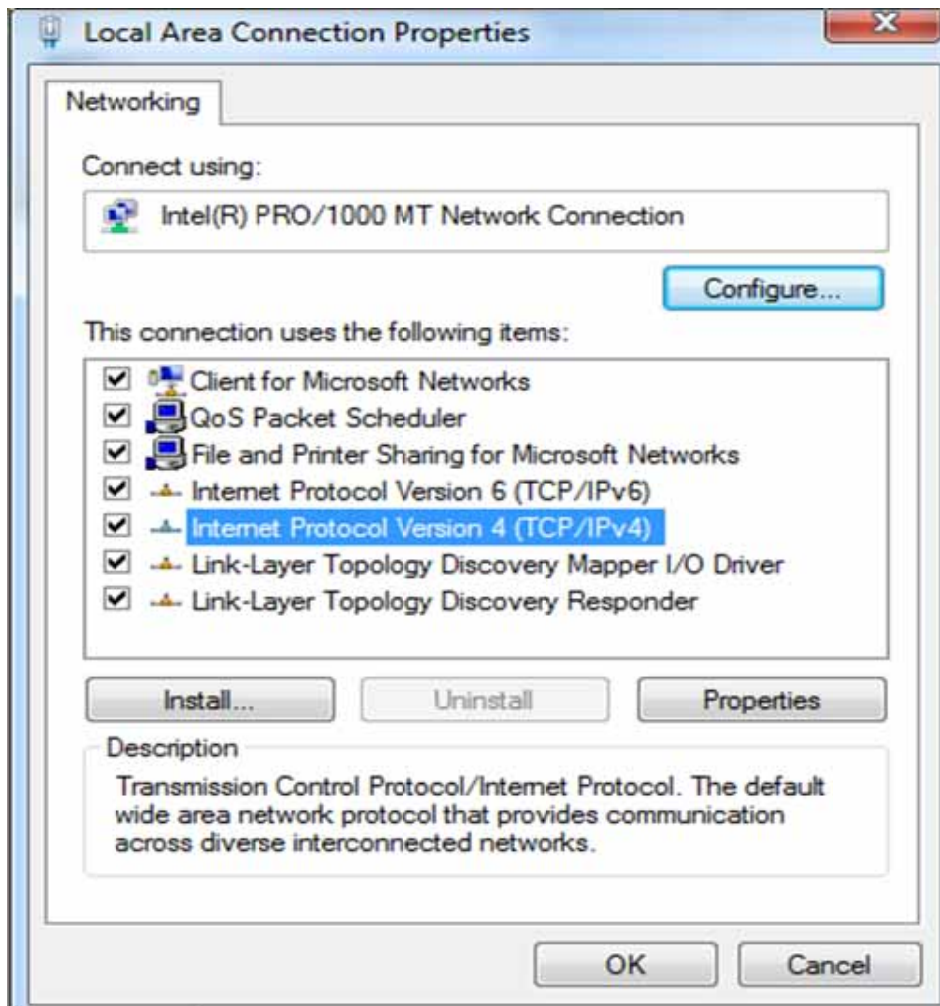 Local Area Connection Properties
Networking
Connect using:
Intel(R) PRO/1000 MT Network Connection
Configure...
This connection uses the following items:
Client for Microsoft Networks
QoS Packet Scheduler
File and Printer Sharing for Microsoft Networks
Internet Protocol Version 6 (TCP/IPv6)
Internet Protocol Version 4 (TCP/IPv4)
Link-Layer Topology Discovery Mapper I/O Driver
Link-Layer Topology Discovery Responder
Install... Uninstall Properties
Description
Transmission Control Protocol/Internet Protocol. The default
wide area network protocol that provides communication
across diverse interconnected networks.
OK Cancel